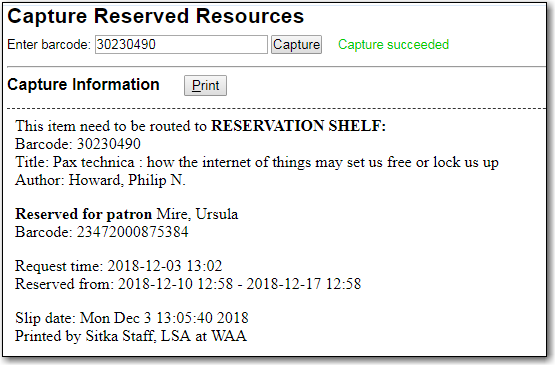 Capture Reserved Resources
Enter barcode: 30230490 Capture Capture succeeded
Capture Information Print
This item need to be routed to RESERVATION SHELF:
Barcode: 30230490
Title: Pax technica : how the internet of things may set us free or lock us up
Author: Howard, Philip N.
Reserved for patron Mire, Ursula
Barcode: 23472000875384
Request time: 2018-12-03 13:02
Reserved from: 2018-12-10 12:58 - 2018-12-17 12:58
Slip date: Mon Dec 3 13:05:40 2018
Printed by Sitka Staff, LSA at WAA